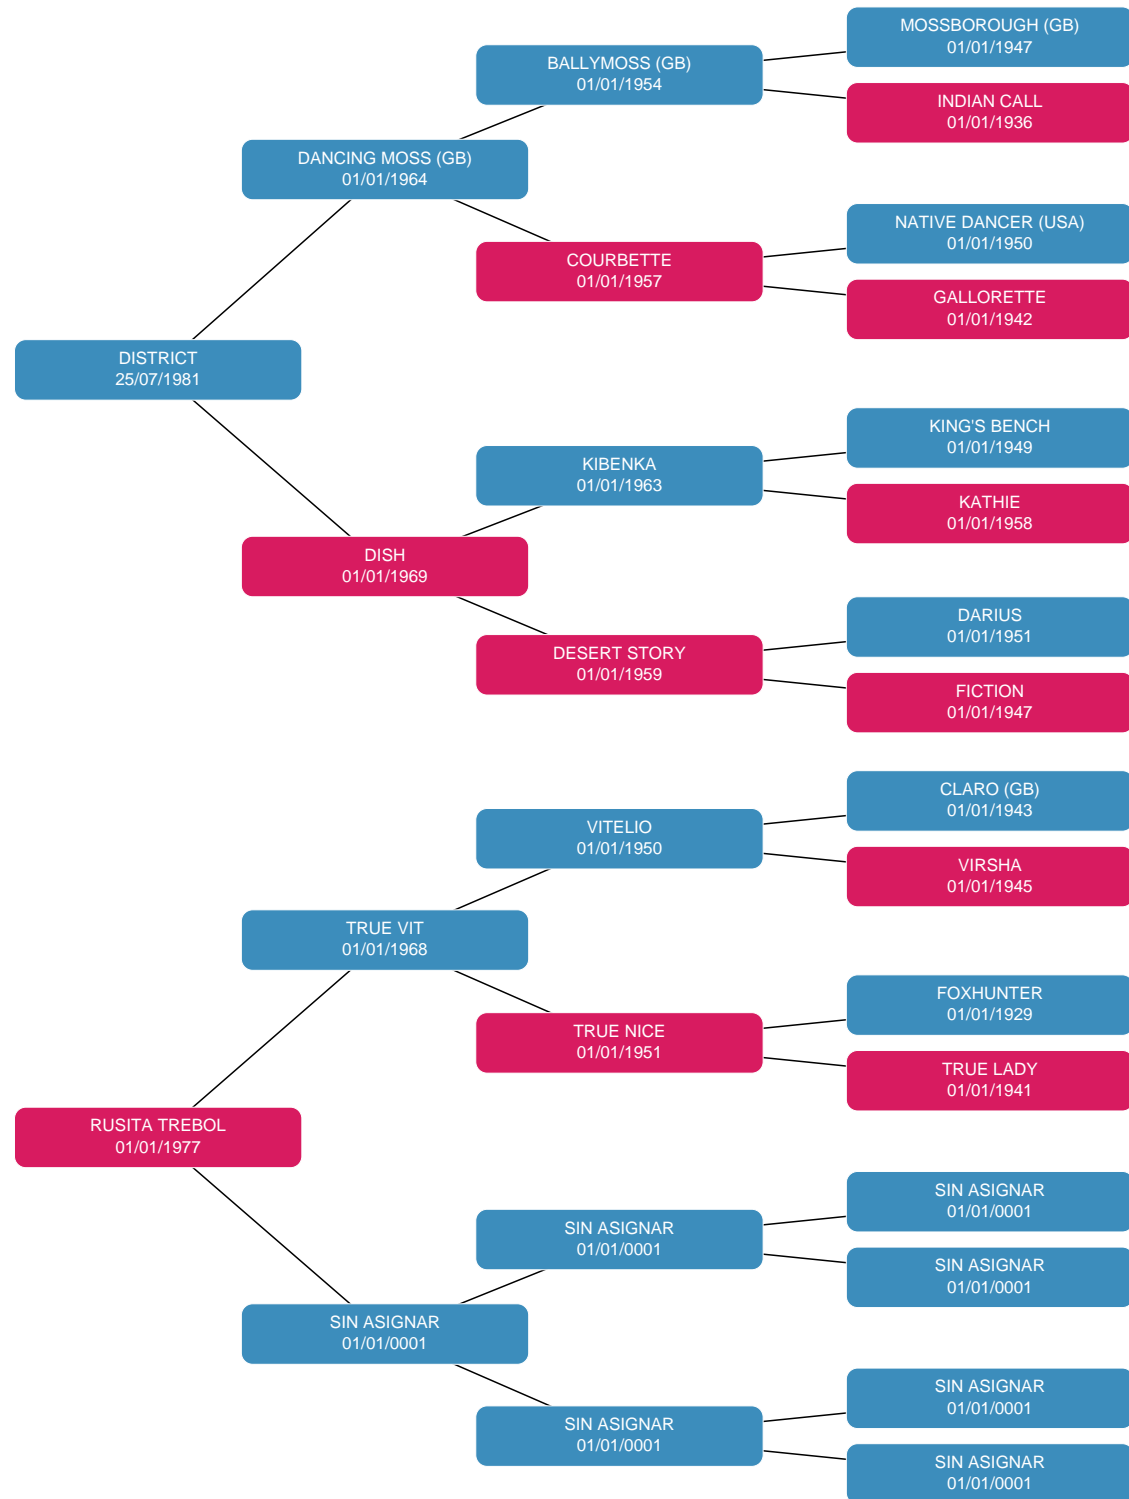 MOSSBOROUGH (GB)
01/01/1947
BALLYMOSS (GB)
01/01/1954
INDIAN CALL
01/01/1936
DANCING MOSS (GB)
01/01/1964
NATIVE DANCER (USA)
01/01/1950
COURBETTE
01/01/1957
GALLORETTE
01/01/1942
DISTRICT
25/07/1981
KING'S BENCH
01/01/1949
KIBENKA
01/01/1963
KATHIE
01/01/1958
DISH
01/01/1969
DARIUS
01/01/1951
DESERT STORY
01/01/1959
FICTION
01/01/1947
CLARO (GB)
01/01/1943
VITELIO
01/01/1950
VIRSHA
01/01/1945
TRUE VIT
01/01/1968
FOXHUNTER
01/01/1929
TRUE NICE
01/01/1951
TRUE LADY
01/01/1941
RUSITA TREBOL
01/01/1977
SIN ASIGNAR
01/01/0001
SIN ASIGNAR
01/01/0001
SIN ASIGNAR
01/01/0001
SIN ASIGNAR
01/01/0001
SIN ASIGNAR
01/01/0001
SIN ASIGNAR
01/01/0001
SIN ASIGNAR
01/01/0001